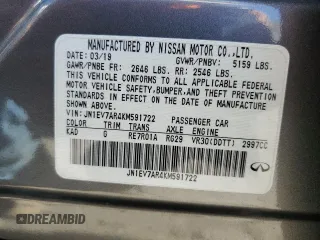 MANUFACTURED BY NISSAN MOTOR CO.,LTD.
DATE: 03/19 GVWR/PNBV: 5159 LBS.
GAWR/PNBE FR: 2646 LBS. RR: 2546 LBS.
THIS VEHICLE CONFORMS TO ALL APPLICABLE FEDERAL
MOTOR VEHICLE SAFETY,BUMPER,AND THEFT PREVENTION
STANDARDS IN EFFECT ON THE DATE OF MANUFACTURE
SHOWN ABOVE.
VIN: JN1EV7AR4KM591722 PASSENGER CAR
COLOR TRIM TRANS AXLE ENGINE
KAD G RE7R01A RG29 VR30(DDTT) 2997CC
JN1EV7AR4KM591722
INFINITI
DREAMBID